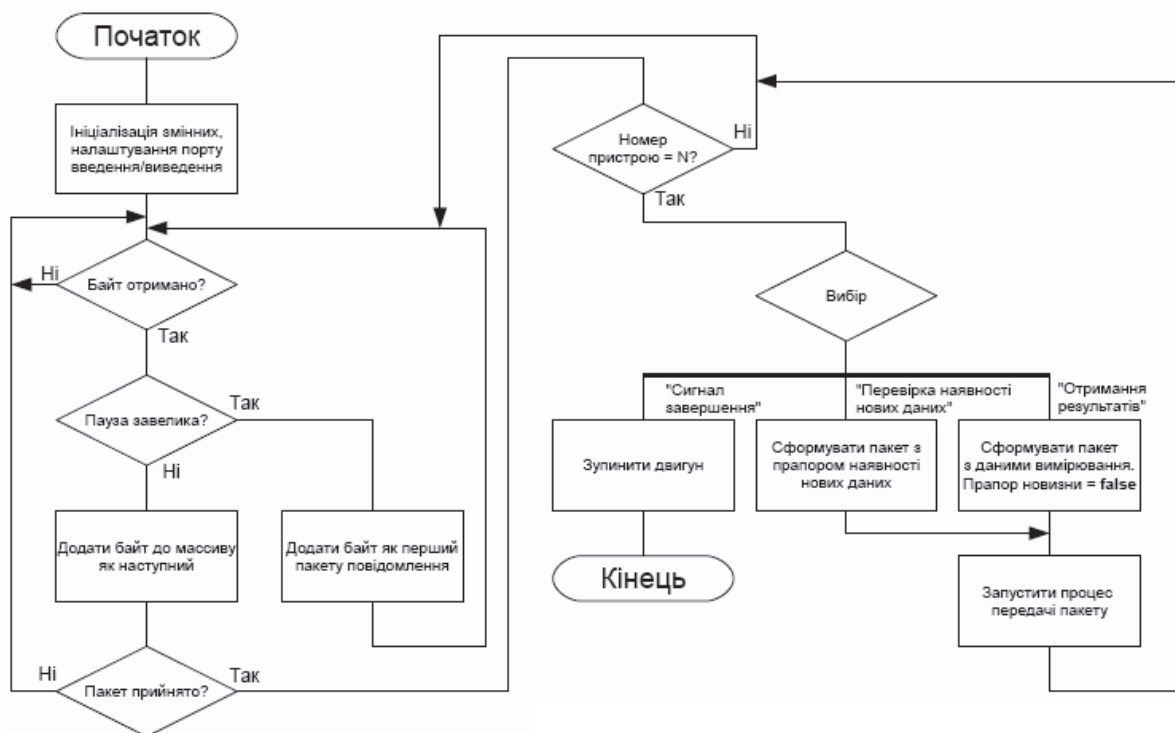 Початок
Ініціалізація змінних,
налаштування порту
введення/виведення
Ні
Байт отримано?
Так
Пауза завелика?
Так
Ні
Додати байт до массиву
як наступний
Додати байт як перший
пакету повідомлення
Ні
Пакет прийнято?
Так
Номер
пристрою = N?
Ні
Так
Вибір
"Сигнал
завершення"
"Перевірка наявності
нових даних"
"Отримання
результатів"
Зупинити двигун
Сформувати пакет з
прапором наявності
нових даних
Сформувати пакет
з даними вимірювання.
Прапор новизни = false
Кінець
Запустити процес
передачі пакету